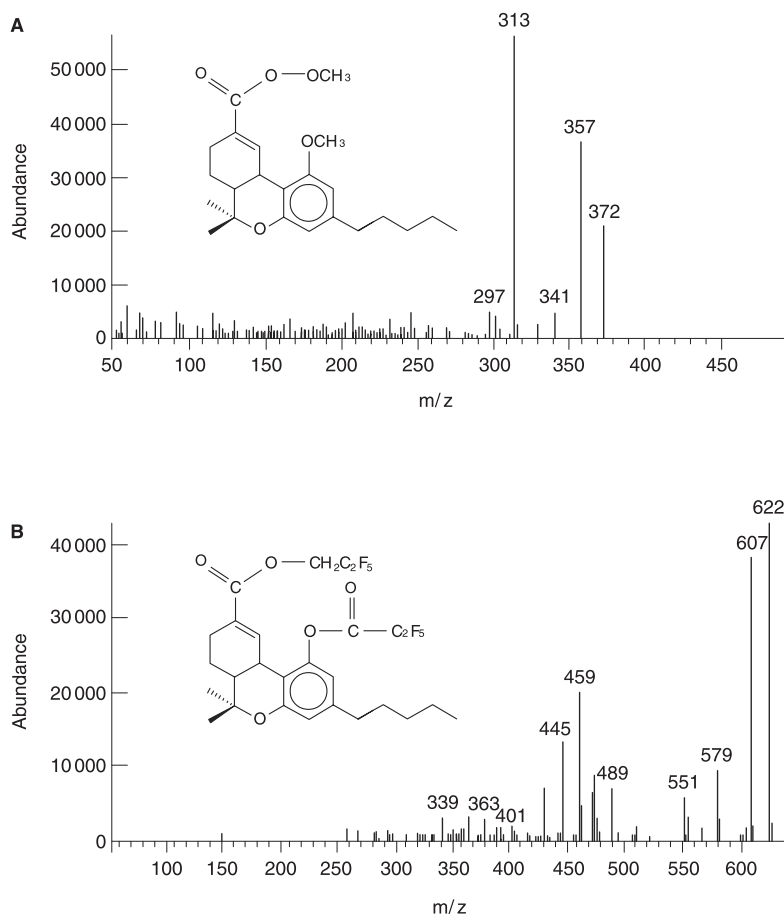 A
313
50 000
O
O
OCH3
C
40 000
357
OCH3
Abundance
30 000
372
20 000
O
10 000
297
341
0
50 100 150 200 250 300 350 400 450
m/z
B
622
607
40 000
O
O
CH2C2F5
C
O
30 000
O
C
C2F5
Abundance
459
20 000
O
445
579
10 000
489
551
339
363
401
0
100 150 200 250 300 350 400 450 500 550 600
m/z